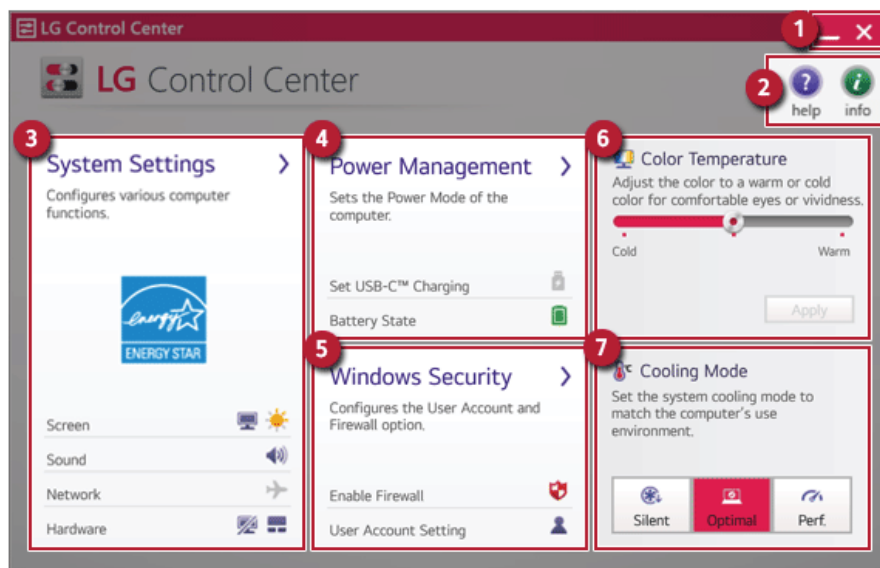 LG Control Center
1
LG Control Center
2
help
info
3
System Settings >
Configures various computer
functions.
energy
ENERGY STAR
Screen
Sound
Network
Hardware
4
Power Management >
Sets the Power Mode of the
computer.
Set USB-C™ Charging
Battery State
5
Windows Security >
Configures the User Account and
Firewall option.
Enable Firewall
User Account Setting
6
Color Temperature
Adjust the color to a warm or cold
color for comfortable eyes or vividness.
Cold
Warm
Apply
7
°C Cooling Mode
Set the system cooling mode to
match the computer's use
environment.
Silent
Optimal
Perf.